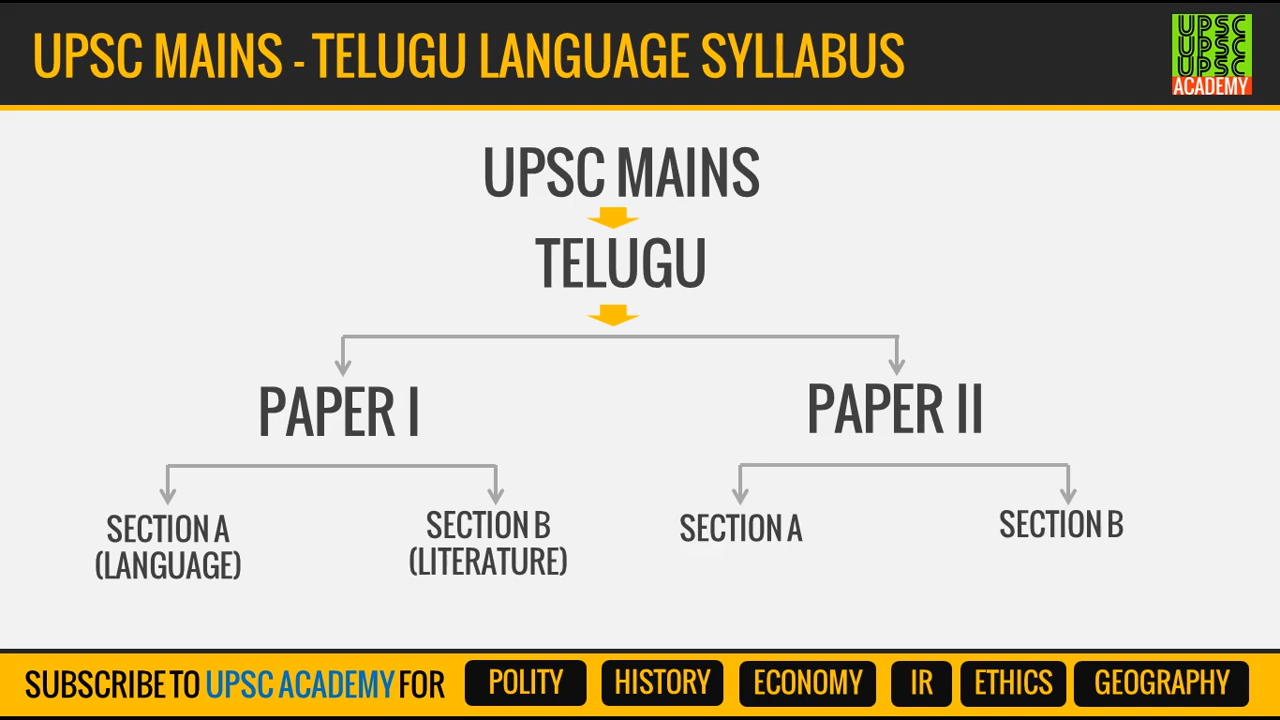 UPSC MAINS - TELUGU LANGUAGE SYLLABUS
UPSC
UPSC
UPSC
ACADEMY
UPSC MAINS
TELUGU
PAPER I
PAPER II
SECTION A
(LANGUAGE)
SECTION B
(LITERATURE)
SECTION A
SECTION B
SUBSCRIBE TO UPSC ACADEMY FOR POLITY HISTORY ECONOMY IR ETHICS GEOGRAPHY